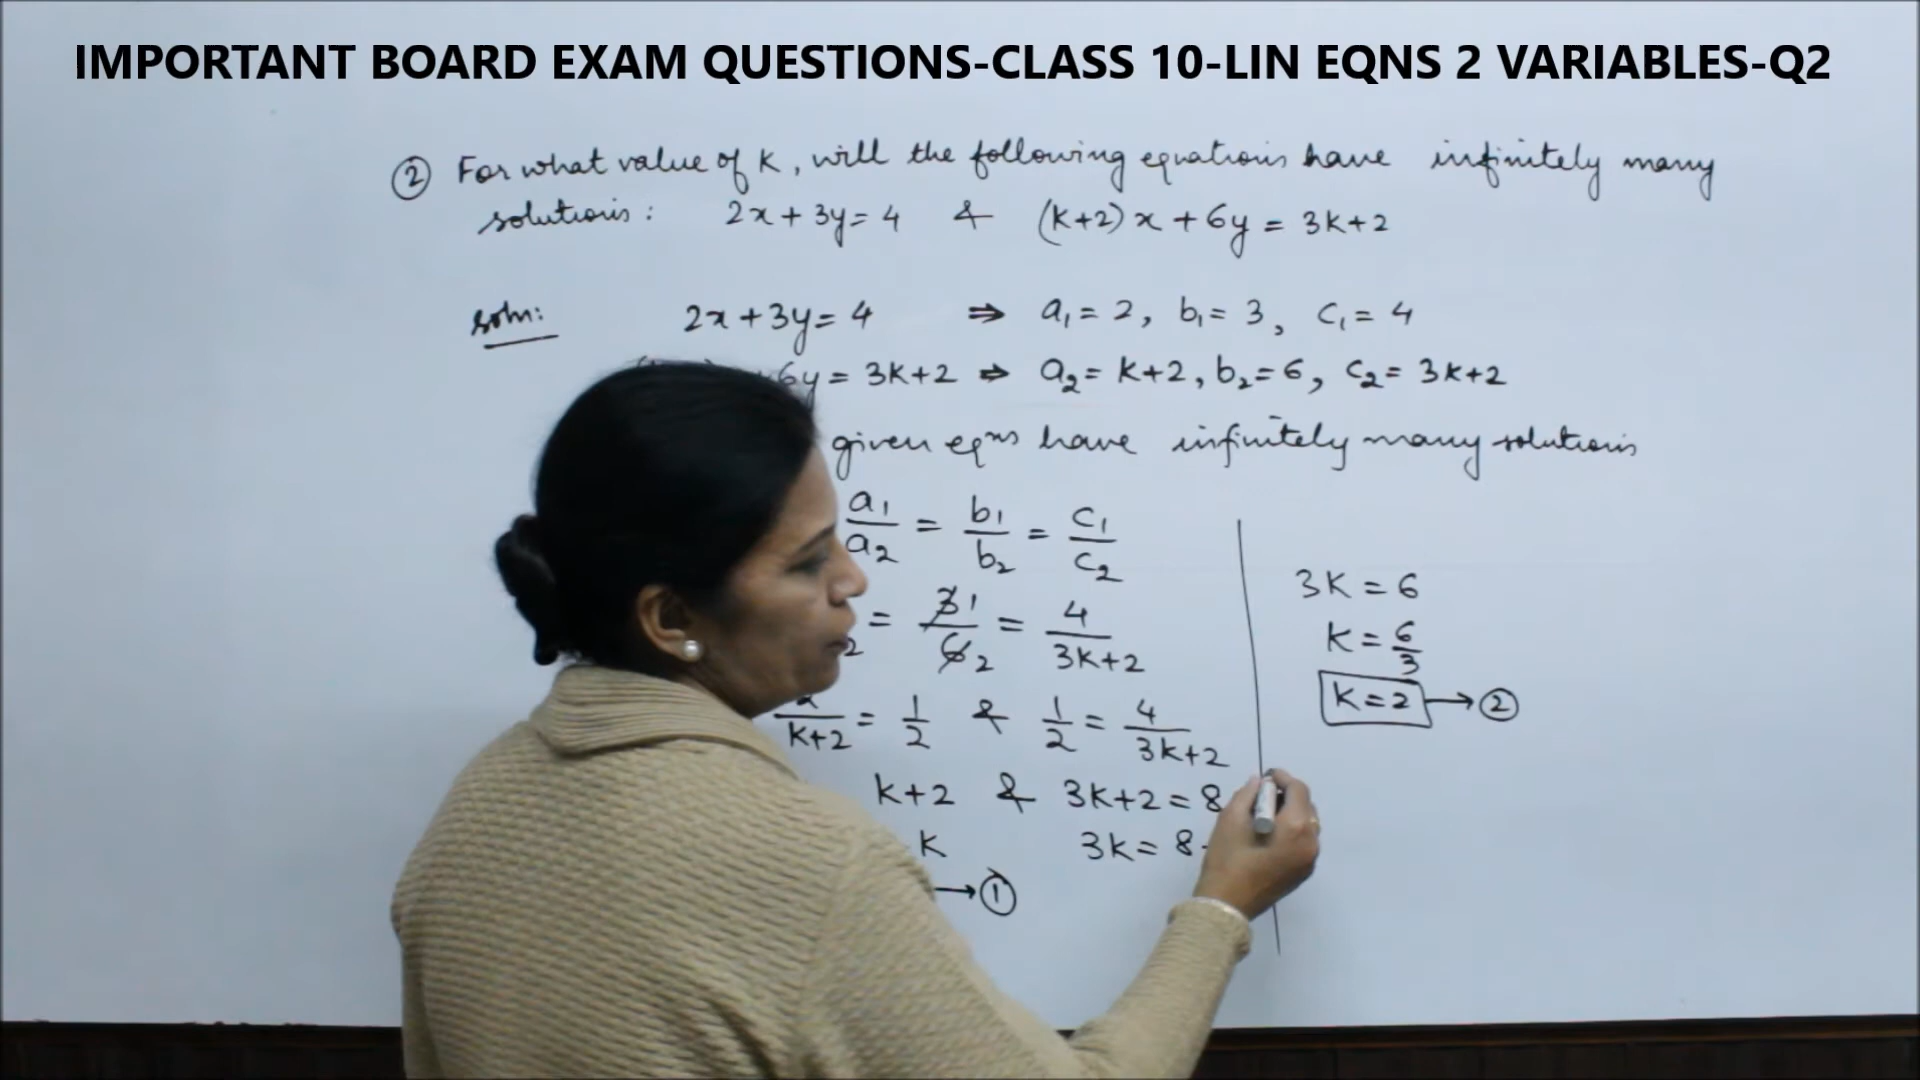 IMPORTANT BOARD EXAM QUESTIONS-CLASS 10-LIN EQNS 2 VARIABLES-Q2
② For what value of K, will the following equations have infinitely many
solutions: 2x+3y=4 & (K+2)x+6y=3K+2
soln: 2x+3y=4 ⇒ a₁=2, b₁=3, c₁=4
6y=3K+2 ⇒ a₂=K+2, b₂=6, c₂=3K+2
given eqns have infinitely many solutions
a₁/a₂ = b₁/b₂ = c₁/c₂
2 = 3 1/6 2 = 4/3K+2
2/K+2 = 1/2 & 1/2 = 4/3K+2
K+2 & 3K+2=8
K 3K=8-
→①
3K=6
K=6/3
K=2 →②